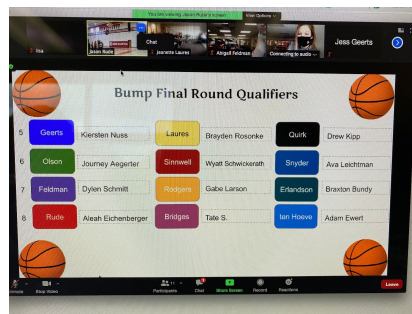 You are viewing Jason Rude's screen
View Options
lisa
Jason Rude
Chat
Jeanette Laures
Abigail Feldman
Connecting to audio
Jess Geerts
Bump Final Round Qualifiers
5 Geerts Kiersten Nuss Laures Brayden Rosonke Quirk Drew Kipp
6 Olson Journey Aegerter Sinnwell Wyatt Schwickerath Snyder Ava Leichtman
7 Feldman Dylen Schmitt Rodgers Gabe Larson Erlandson Braxton Bundy
8 Rude Aleah Eichenberger Bridges Tate S. ten Hoeve Adam Ewert
Stop Video
Participants
Chat
Share Screen
Record
Reactions
Leave